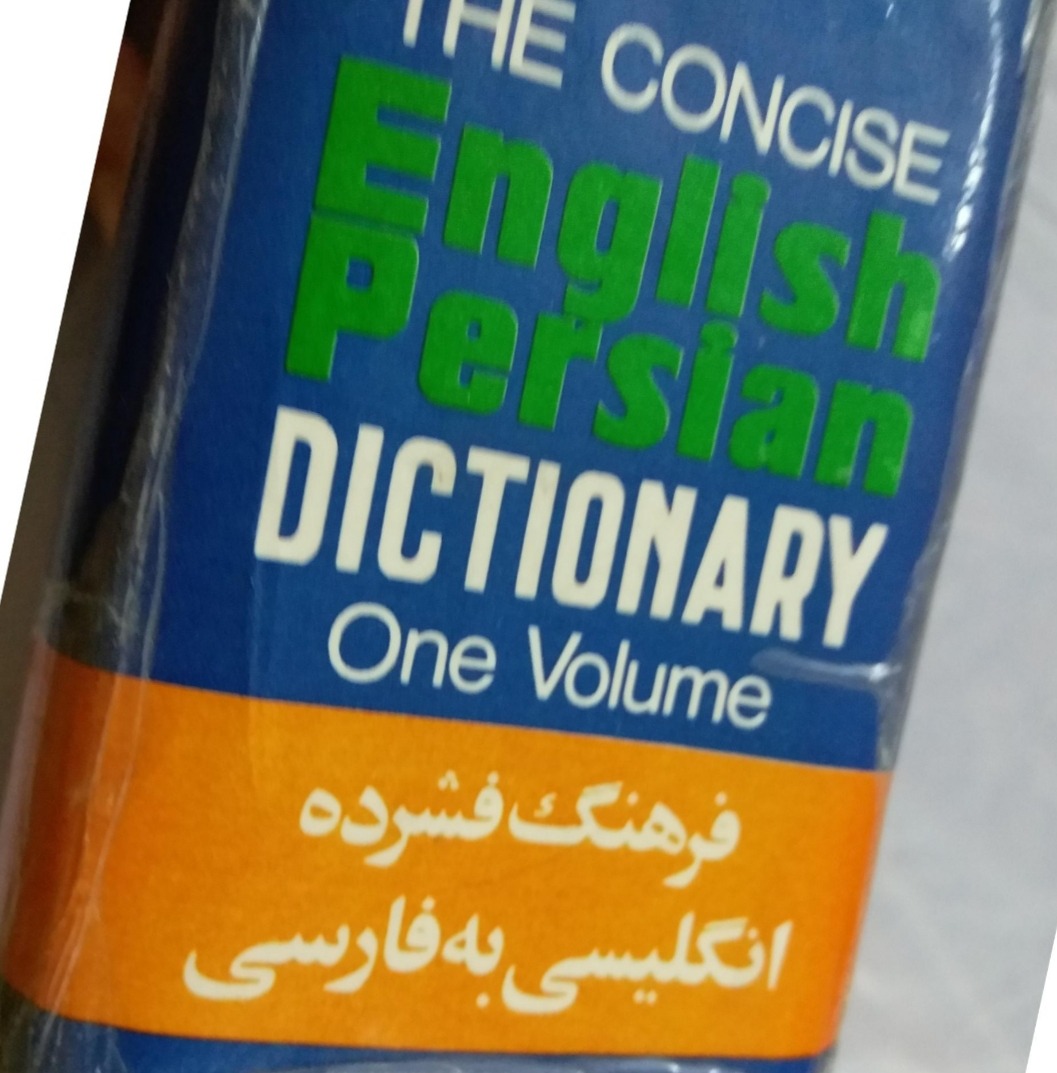 THE CONCISE
English
Persian
DICTIONARY
One Volume
فرهنگ فشرده
انگلیسی به فارسی